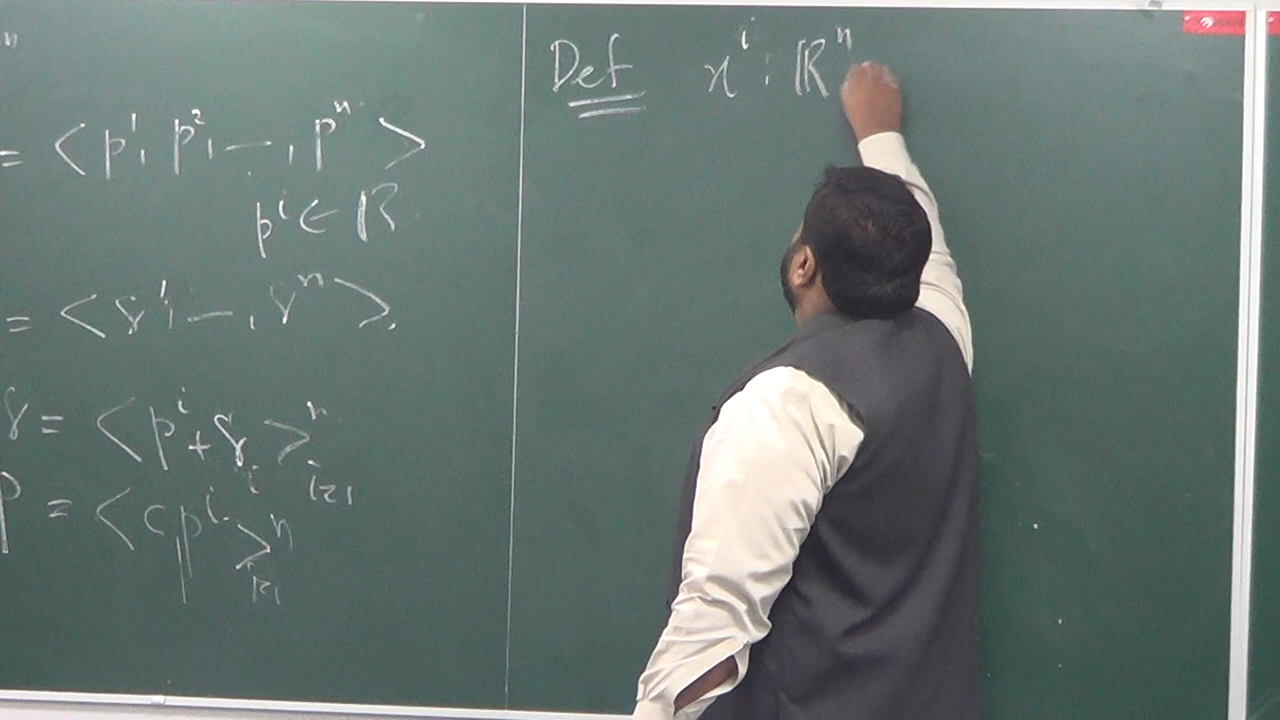 n
= < p¹, p², —, pⁿ >
pⁱ ∈ ℝ
= < q¹, —, qⁿ >,
q = < pⁱ + qⁱ >ⁿᵢ₌₁
p = < c pⁱ >ⁿᵢ₌₁
Def xⁱ : ℝⁿ